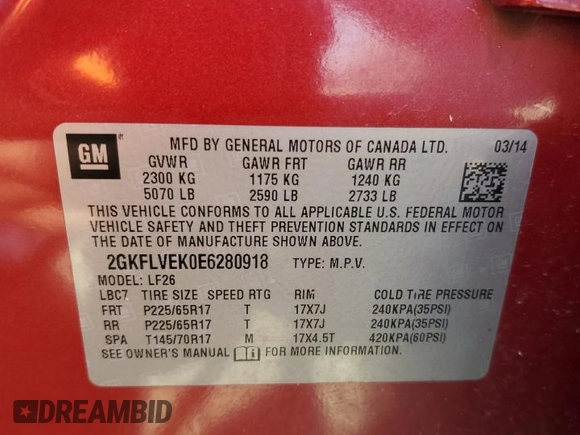 GM
MFD BY GENERAL MOTORS OF CANADA LTD. 03/14
GVWR GAWR FRT GAWR RR
2300 KG 1175 KG 1240 KG
5070 LB 2590 LB 2733 LB
THIS VEHICLE CONFORMS TO ALL APPLICABLE U.S. FEDERAL MOTOR
VEHICLE SAFETY AND THEFT PREVENTION STANDARDS IN EFFECT ON
THE DATE OF MANUFACTURE SHOWN ABOVE.
2GKFLVEK0E6280918 TYPE: M.P.V.
MODEL: LF26
LBC7 TIRE SIZE SPEED RTG RIM COLD TIRE PRESSURE
FRT P225/65R17 T 17X7J 240KPA(35PSI)
RR P225/65R17 T 17X7J 240KPA(35PSI)
SPA T145/70R17 M 17X4.5T 420KPA(60PSI)
SEE OWNER'S MANUAL FOR MORE INFORMATION.
DREAMBID